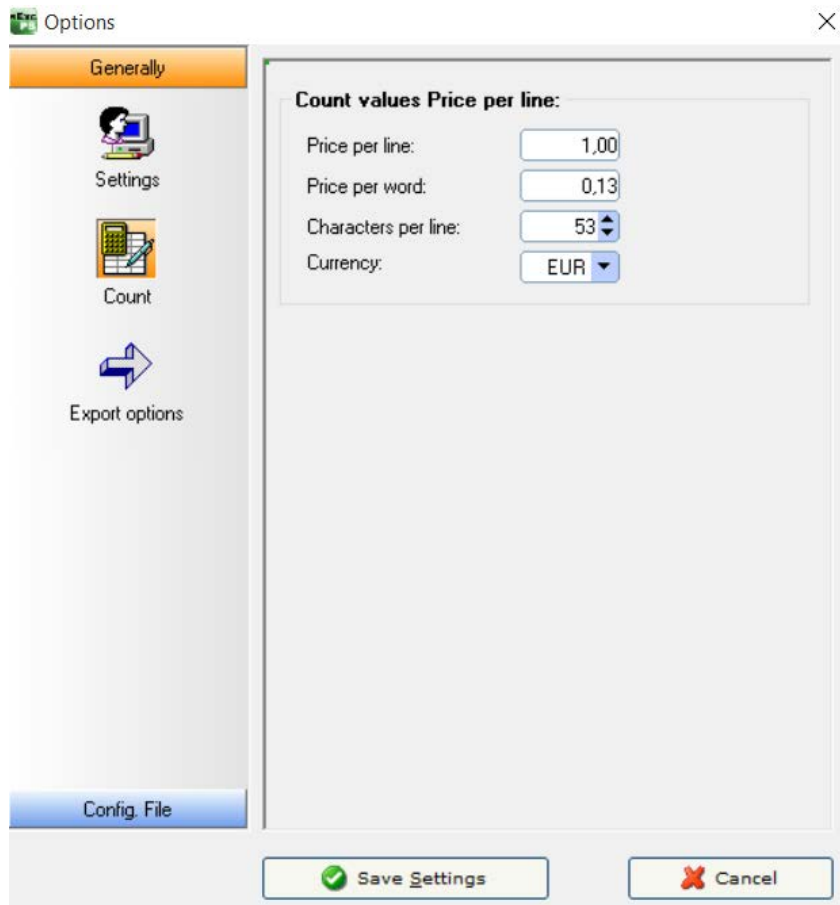 Options
Generally
Settings
Count
Export options
Config. File
Count values Price per line:
Price per line: 1,00
Price per word: 0,13
Characters per line: 53
Currency: EUR
Save Settings
Cancel